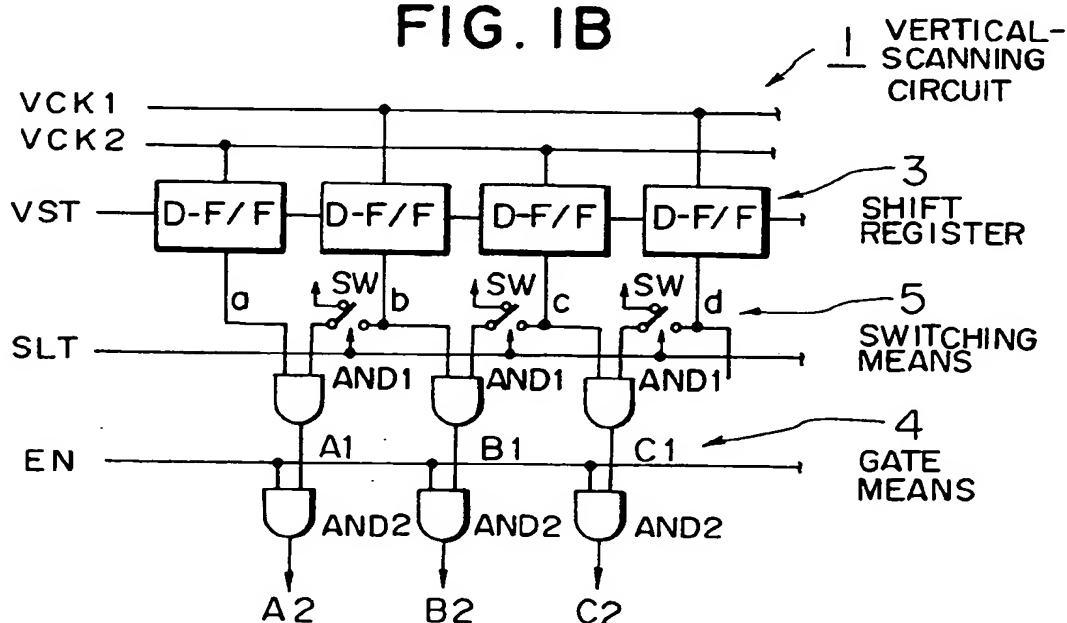 FIG. 1B
1 VERTICAL-
SCANNING
CIRCUIT
VCK1
VCK2
VST D-F/F D-F/F D-F/F D-F/F 3
SHIFT
REGISTER
a SW b SW c SW d 5
SLT SWITCHING
MEANS
AND1 AND1 AND1
A1 B1 C1 4
EN GATE
MEANS
AND2 AND2 AND2
A2 B2 C2